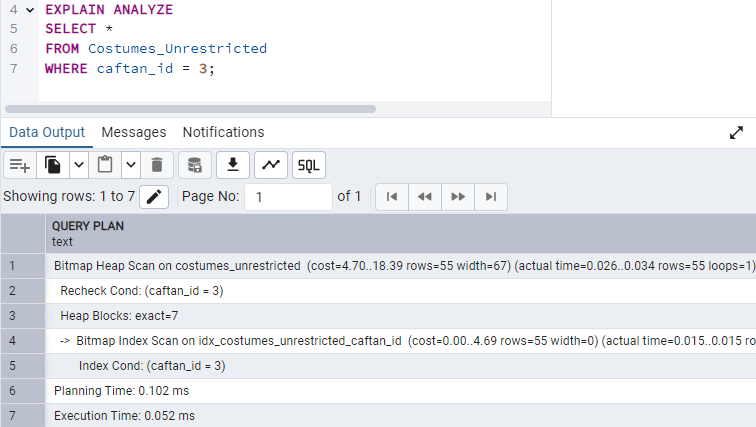 4 EXPLAIN ANALYZE
5 SELECT *
6 FROM Costumes_Unrestricted
7 WHERE caftan_id = 3;
Data Output Messages Notifications
SQL
Showing rows: 1 to 7 Page No: 1 of 1
QUERY PLAN
text
1 Bitmap Heap Scan on costumes_unrestricted (cost=4.70..18.39 rows=55 width=67) (actual time=0.026..0.034 rows=55 loops=1)
2 Recheck Cond: (caftan_id = 3)
3 Heap Blocks: exact=7
4 -> Bitmap Index Scan on idx_costumes_unrestricted_caftan_id (cost=0.00..4.69 rows=55 width=0) (actual time=0.015..0.015 ro
5 Index Cond: (caftan_id = 3)
6 Planning Time: 0.102 ms
7 Execution Time: 0.052 ms